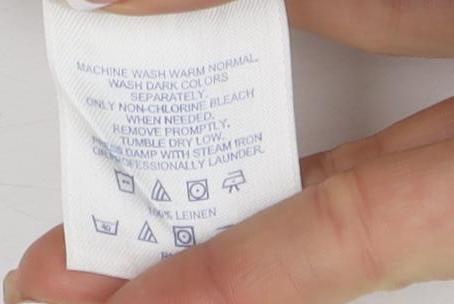 MACHINE WASH WARM NORMAL.
WASH DARK COLORS
SEPARATELY.
ONLY NON-CHLORINE BLEACH
WHEN NEEDED.
REMOVE PROMPTLY.
TUMBLE DRY LOW.
DAMP WITH STEAM IRON
OR PROFESSIONALLY LAUNDER.
100% LEINEN
40